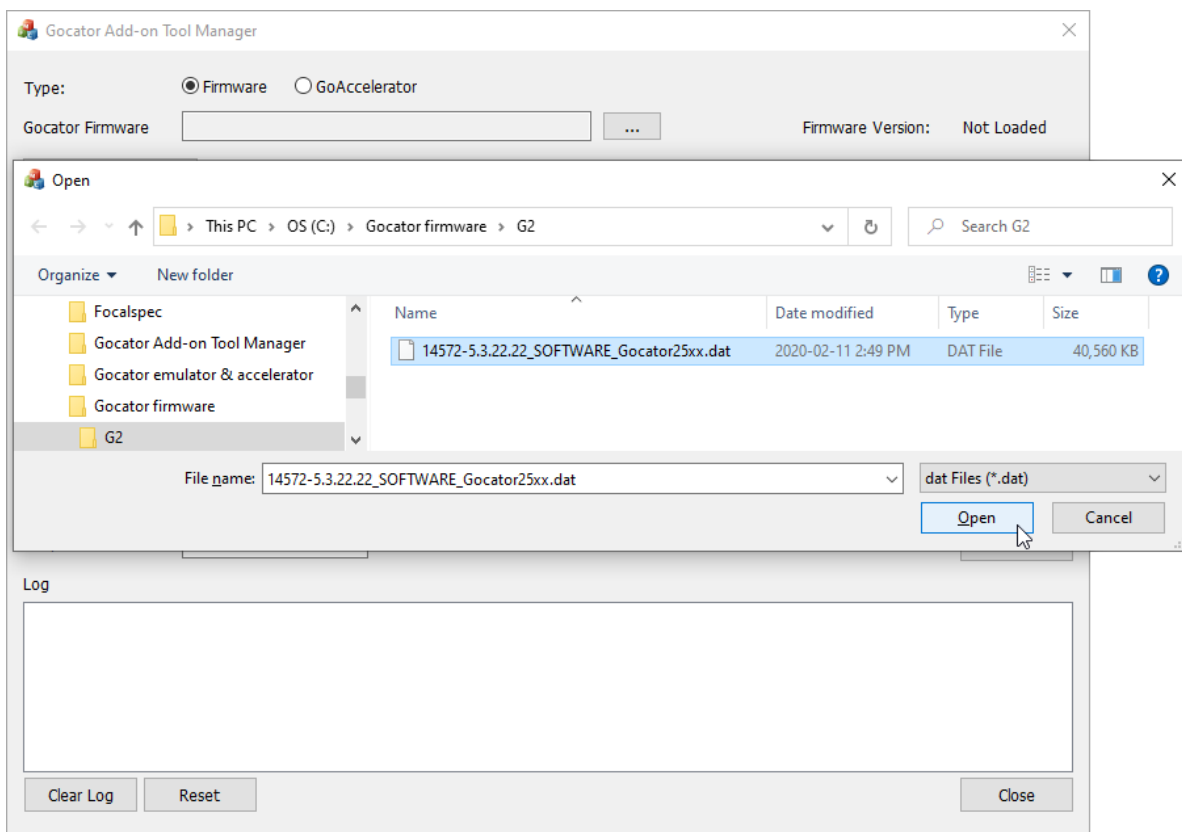 Gocator Add-on Tool Manager
Type: Firmware GoAccelerator
Gocator Firmware ... Firmware Version: Not Loaded
Open
This PC > OS (C:) > Gocator firmware > G2 Search G2
Organize New folder
Focalspec
Gocator Add-on Tool Manager
Gocator emulator & accelerator
Gocator firmware
G2
Name Date modified Type Size
14572-5.3.22.22_SOFTWARE_Gocator25xx.dat 2020-02-11 2:49 PM DAT File 40,560 KB
File name: 14572-5.3.22.22_SOFTWARE_Gocator25xx.dat dat Files (*.dat)
Open Cancel
Log
Clear Log Reset Close